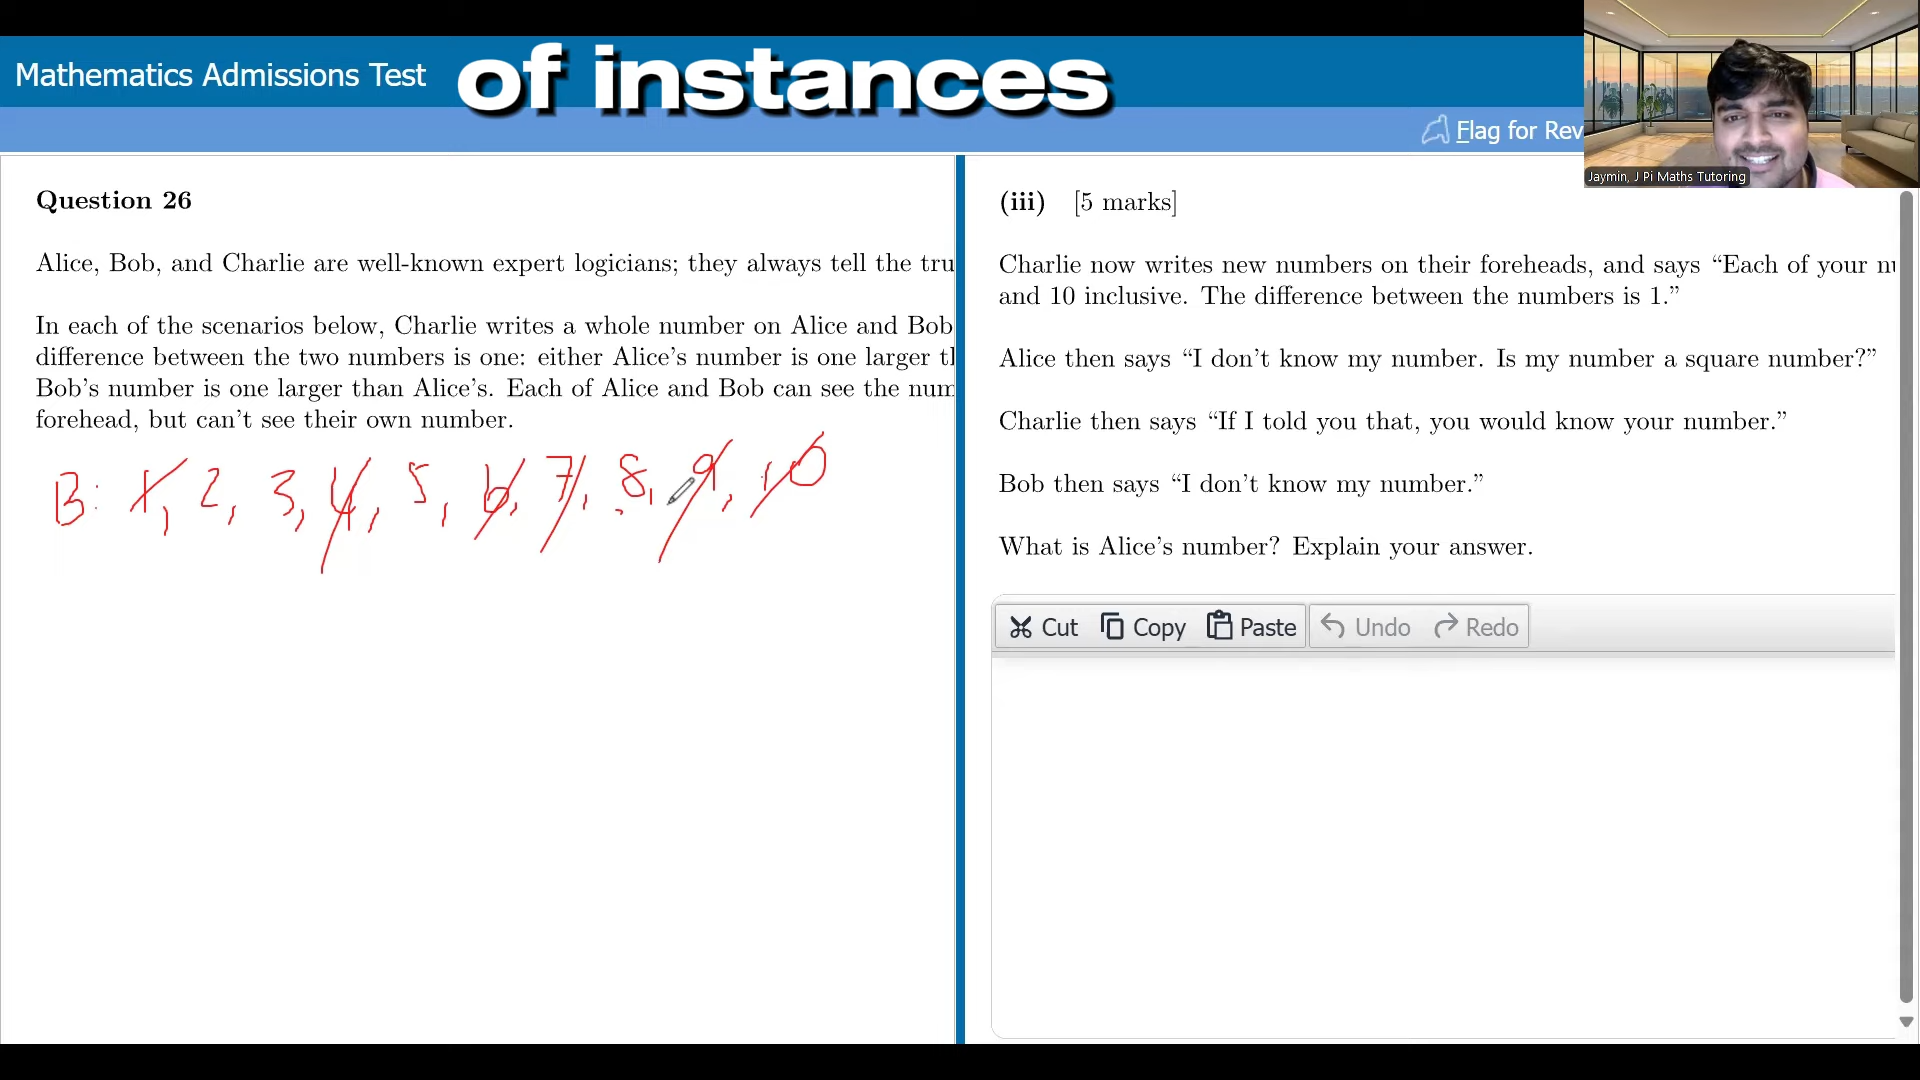 Mathematics Admissions Test
of instances
Flag for Rev
Jaymin, J Pi Maths Tutoring
Question 26
Alice, Bob, and Charlie are well-known expert logicians; they always tell the tru
In each of the scenarios below, Charlie writes a whole number on Alice and Bob
difference between the two numbers is one: either Alice's number is one larger th
Bob's number is one larger than Alice's. Each of Alice and Bob can see the num
forehead, but can't see their own number.
B: 1, 2, 3, 4, 5, 6, 7, 8, 9, 10
(iii) [5 marks]
Charlie now writes new numbers on their foreheads, and says “Each of your nu
and 10 inclusive. The difference between the numbers is 1.”
Alice then says “I don't know my number. Is my number a square number?”
Charlie then says “If I told you that, you would know your number.”
Bob then says “I don't know my number.”
What is Alice's number? Explain your answer.
Cut Copy Paste Undo Redo